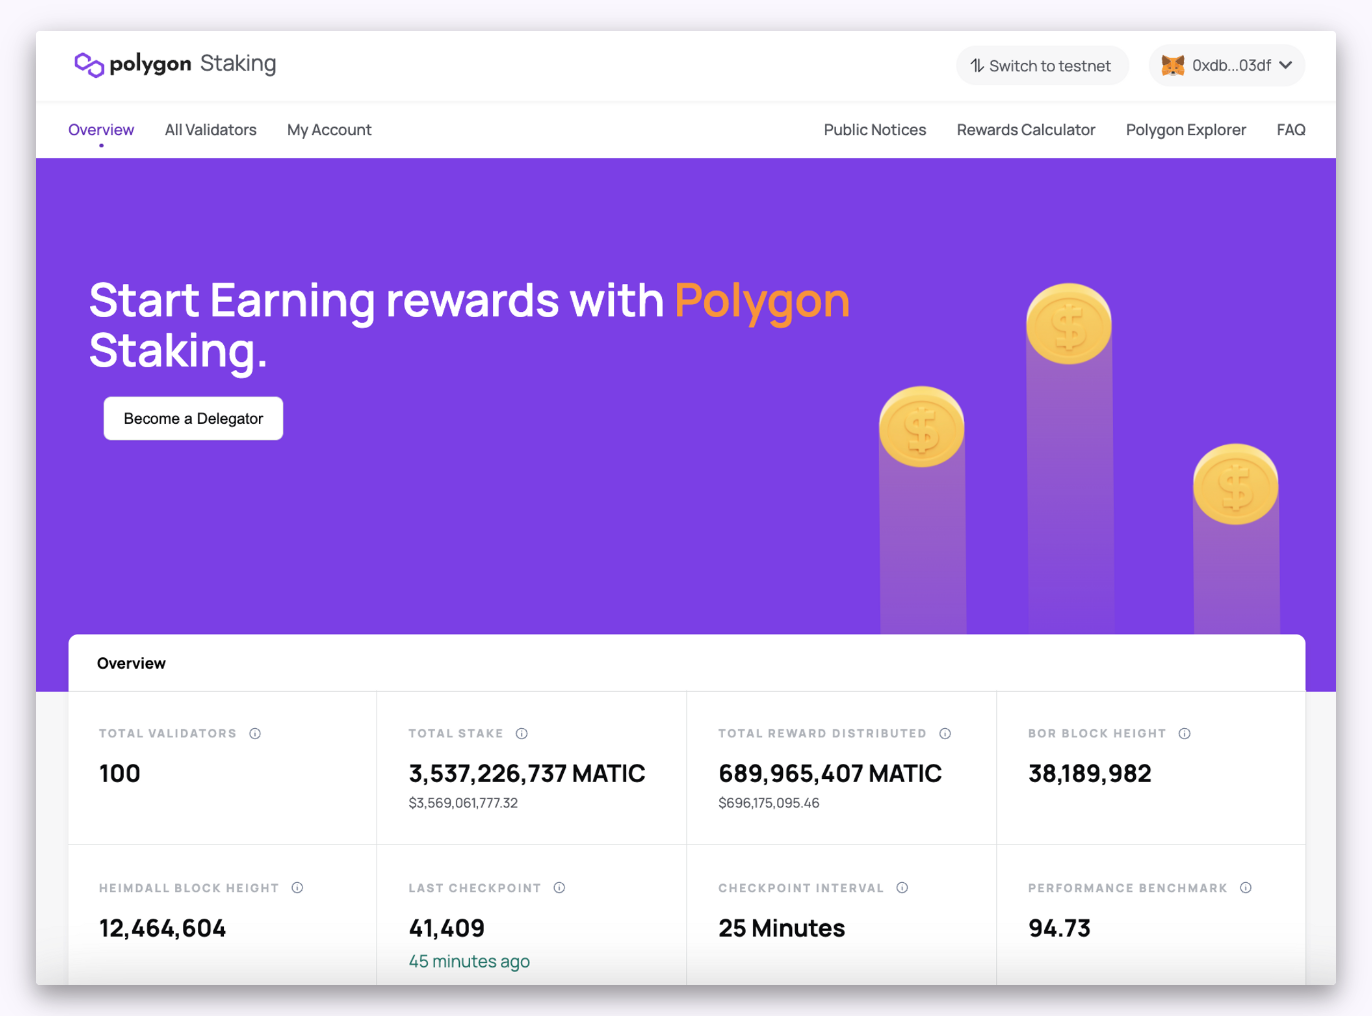 polygon Staking
Switch to testnet
0xdb...03df
Overview
All Validators
My Account
Public Notices
Rewards Calculator
Polygon Explorer
FAQ
Start Earning rewards with Polygon
Staking.
Become a Delegator
$
$
$
Overview
TOTAL VALIDATORS
100
TOTAL STAKE
3,537,226,737 MATIC
$3,569,061,777.32
TOTAL REWARD DISTRIBUTED
689,965,407 MATIC
$696,175,095.46
BOR BLOCK HEIGHT
38,189,982
HEIMDALL BLOCK HEIGHT
12,464,604
LAST CHECKPOINT
41,409
45 minutes ago
CHECKPOINT INTERVAL
25 Minutes
PERFORMANCE BENCHMARK
94.73